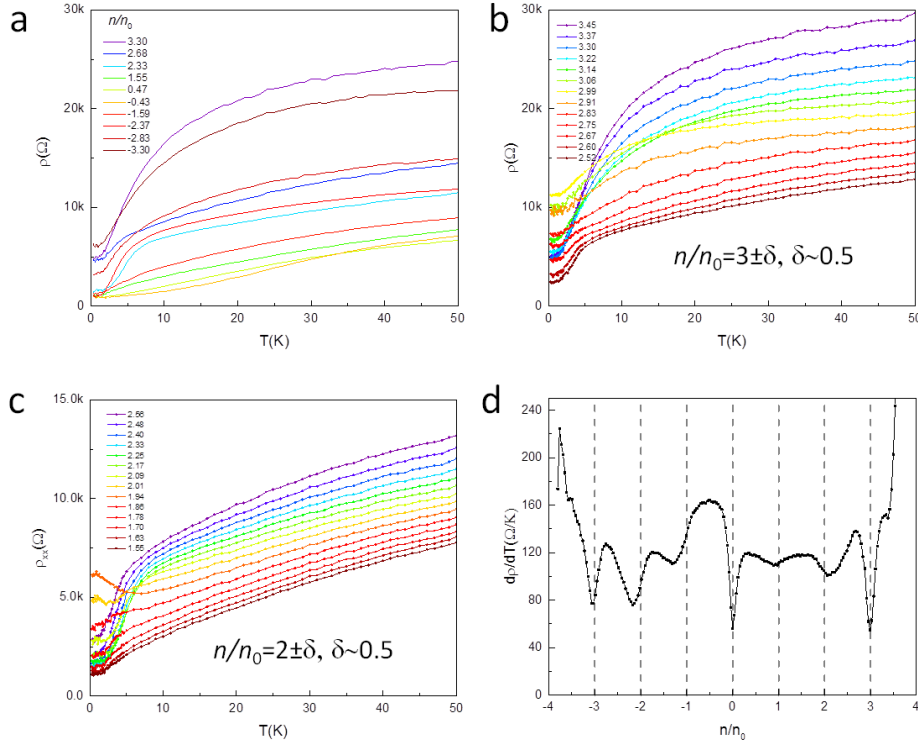 a
n/n0
3.30
2.68
2.33
1.55
0.47
-0.43
-1.59
-2.37
-2.83
-3.30
30k
20k
10k
0
ρ(Ω)
0 10 20 30 40 50
T(K)
b
3.45
3.37
3.30
3.22
3.14
3.06
2.99
2.91
2.83
2.75
2.67
2.60
2.52
30k
20k
10k
0
ρ(Ω)
n/n0=3±δ, δ~0.5
0 10 20 30 40 50
T(K)
c
2.56
2.48
2.40
2.33
2.25
2.17
2.09
2.01
1.94
1.86
1.78
1.70
1.63
1.55
15.0k
10.0k
5.0k
0.0
ρxx(Ω)
n/n0=2±δ, δ~0.5
0 10 20 30 40 50
T(K)
d
240
200
160
120
80
40
0
dρ/dT(Ω/K)
-4 -3 -2 -1 0 1 2 3 4
n/n0